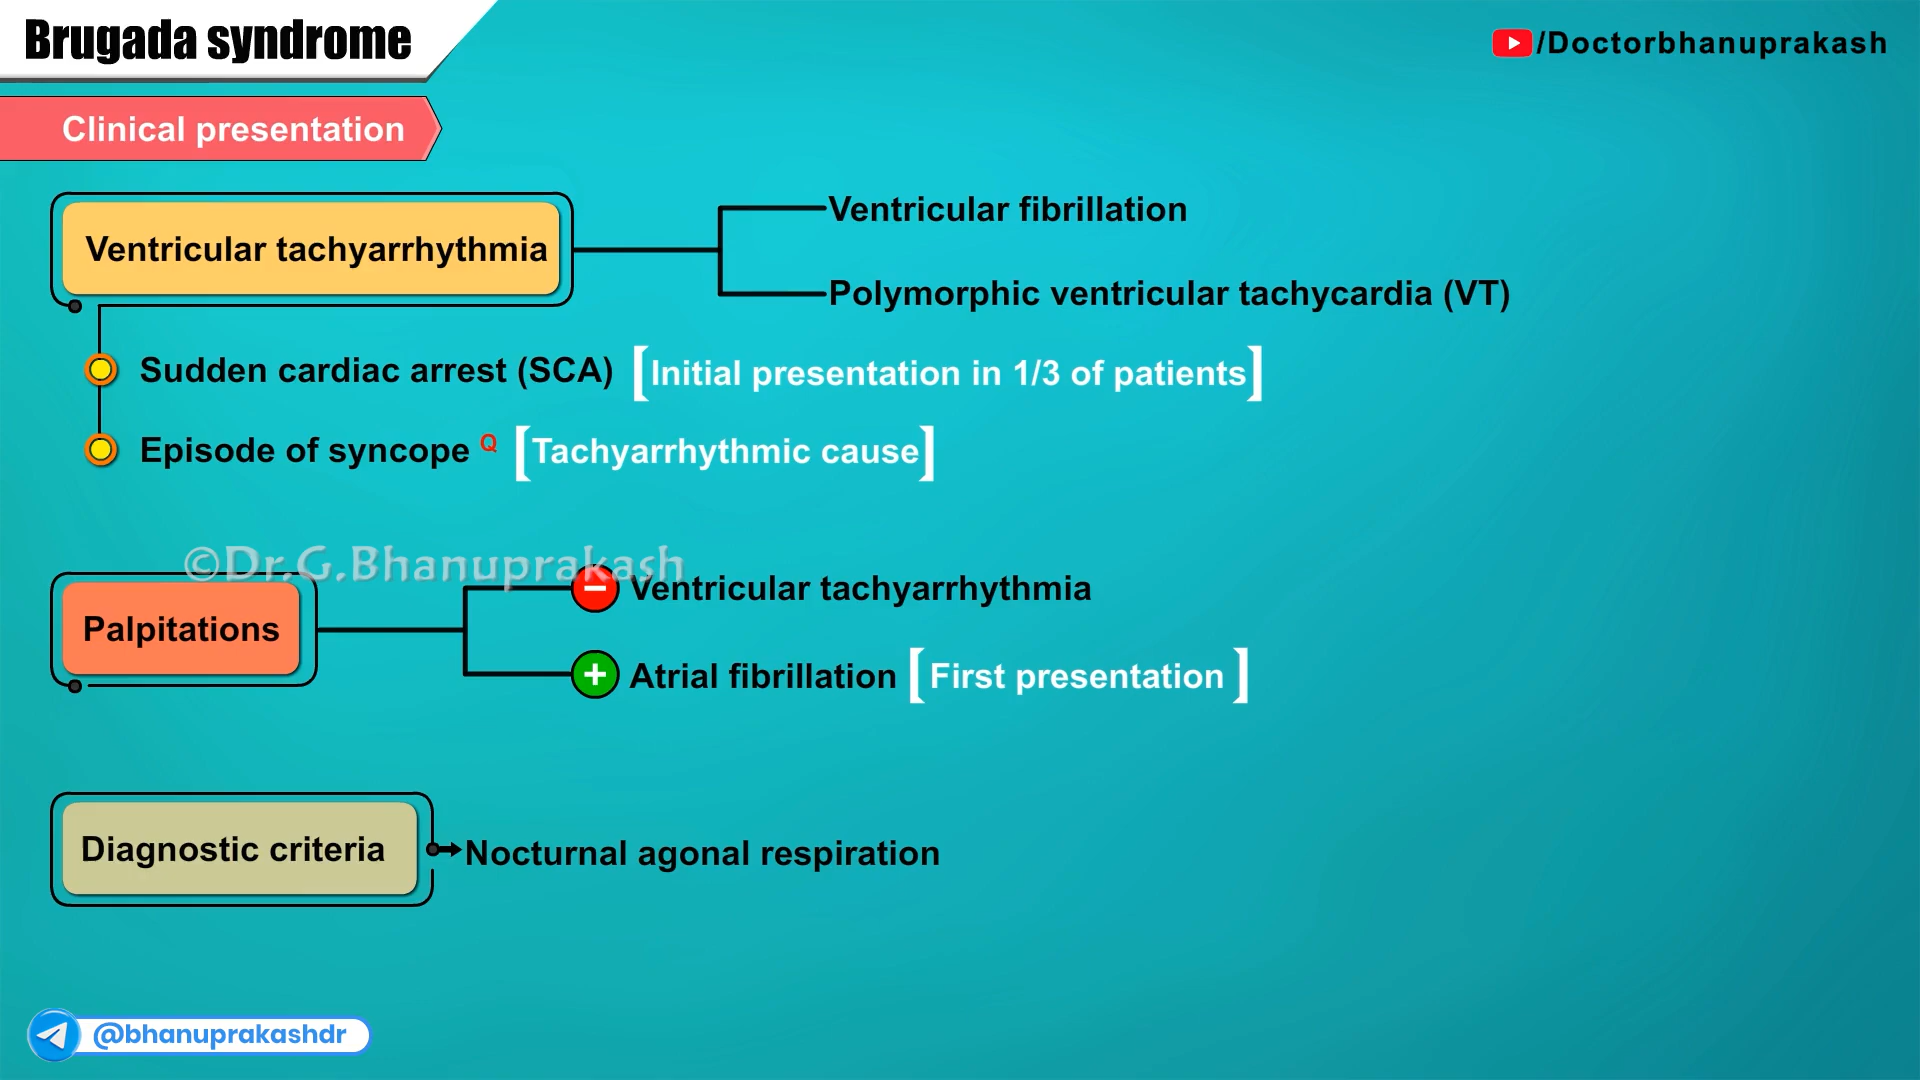 Brugada syndrome
/Doctorbhanuprakash
Clinical presentation
Ventricular tachyarrhythmia
Ventricular fibrillation
Polymorphic ventricular tachycardia (VT)
Sudden cardiac arrest (SCA) [Initial presentation in 1/3 of patients]
Episode of syncope Q [Tachyarrhythmic cause]
©Dr.G.Bhanuprakash
Palpitations
− Ventricular tachyarrhythmia
+ Atrial fibrillation [First presentation ]
Diagnostic criteria
Nocturnal agonal respiration
@bhanuprakashdr